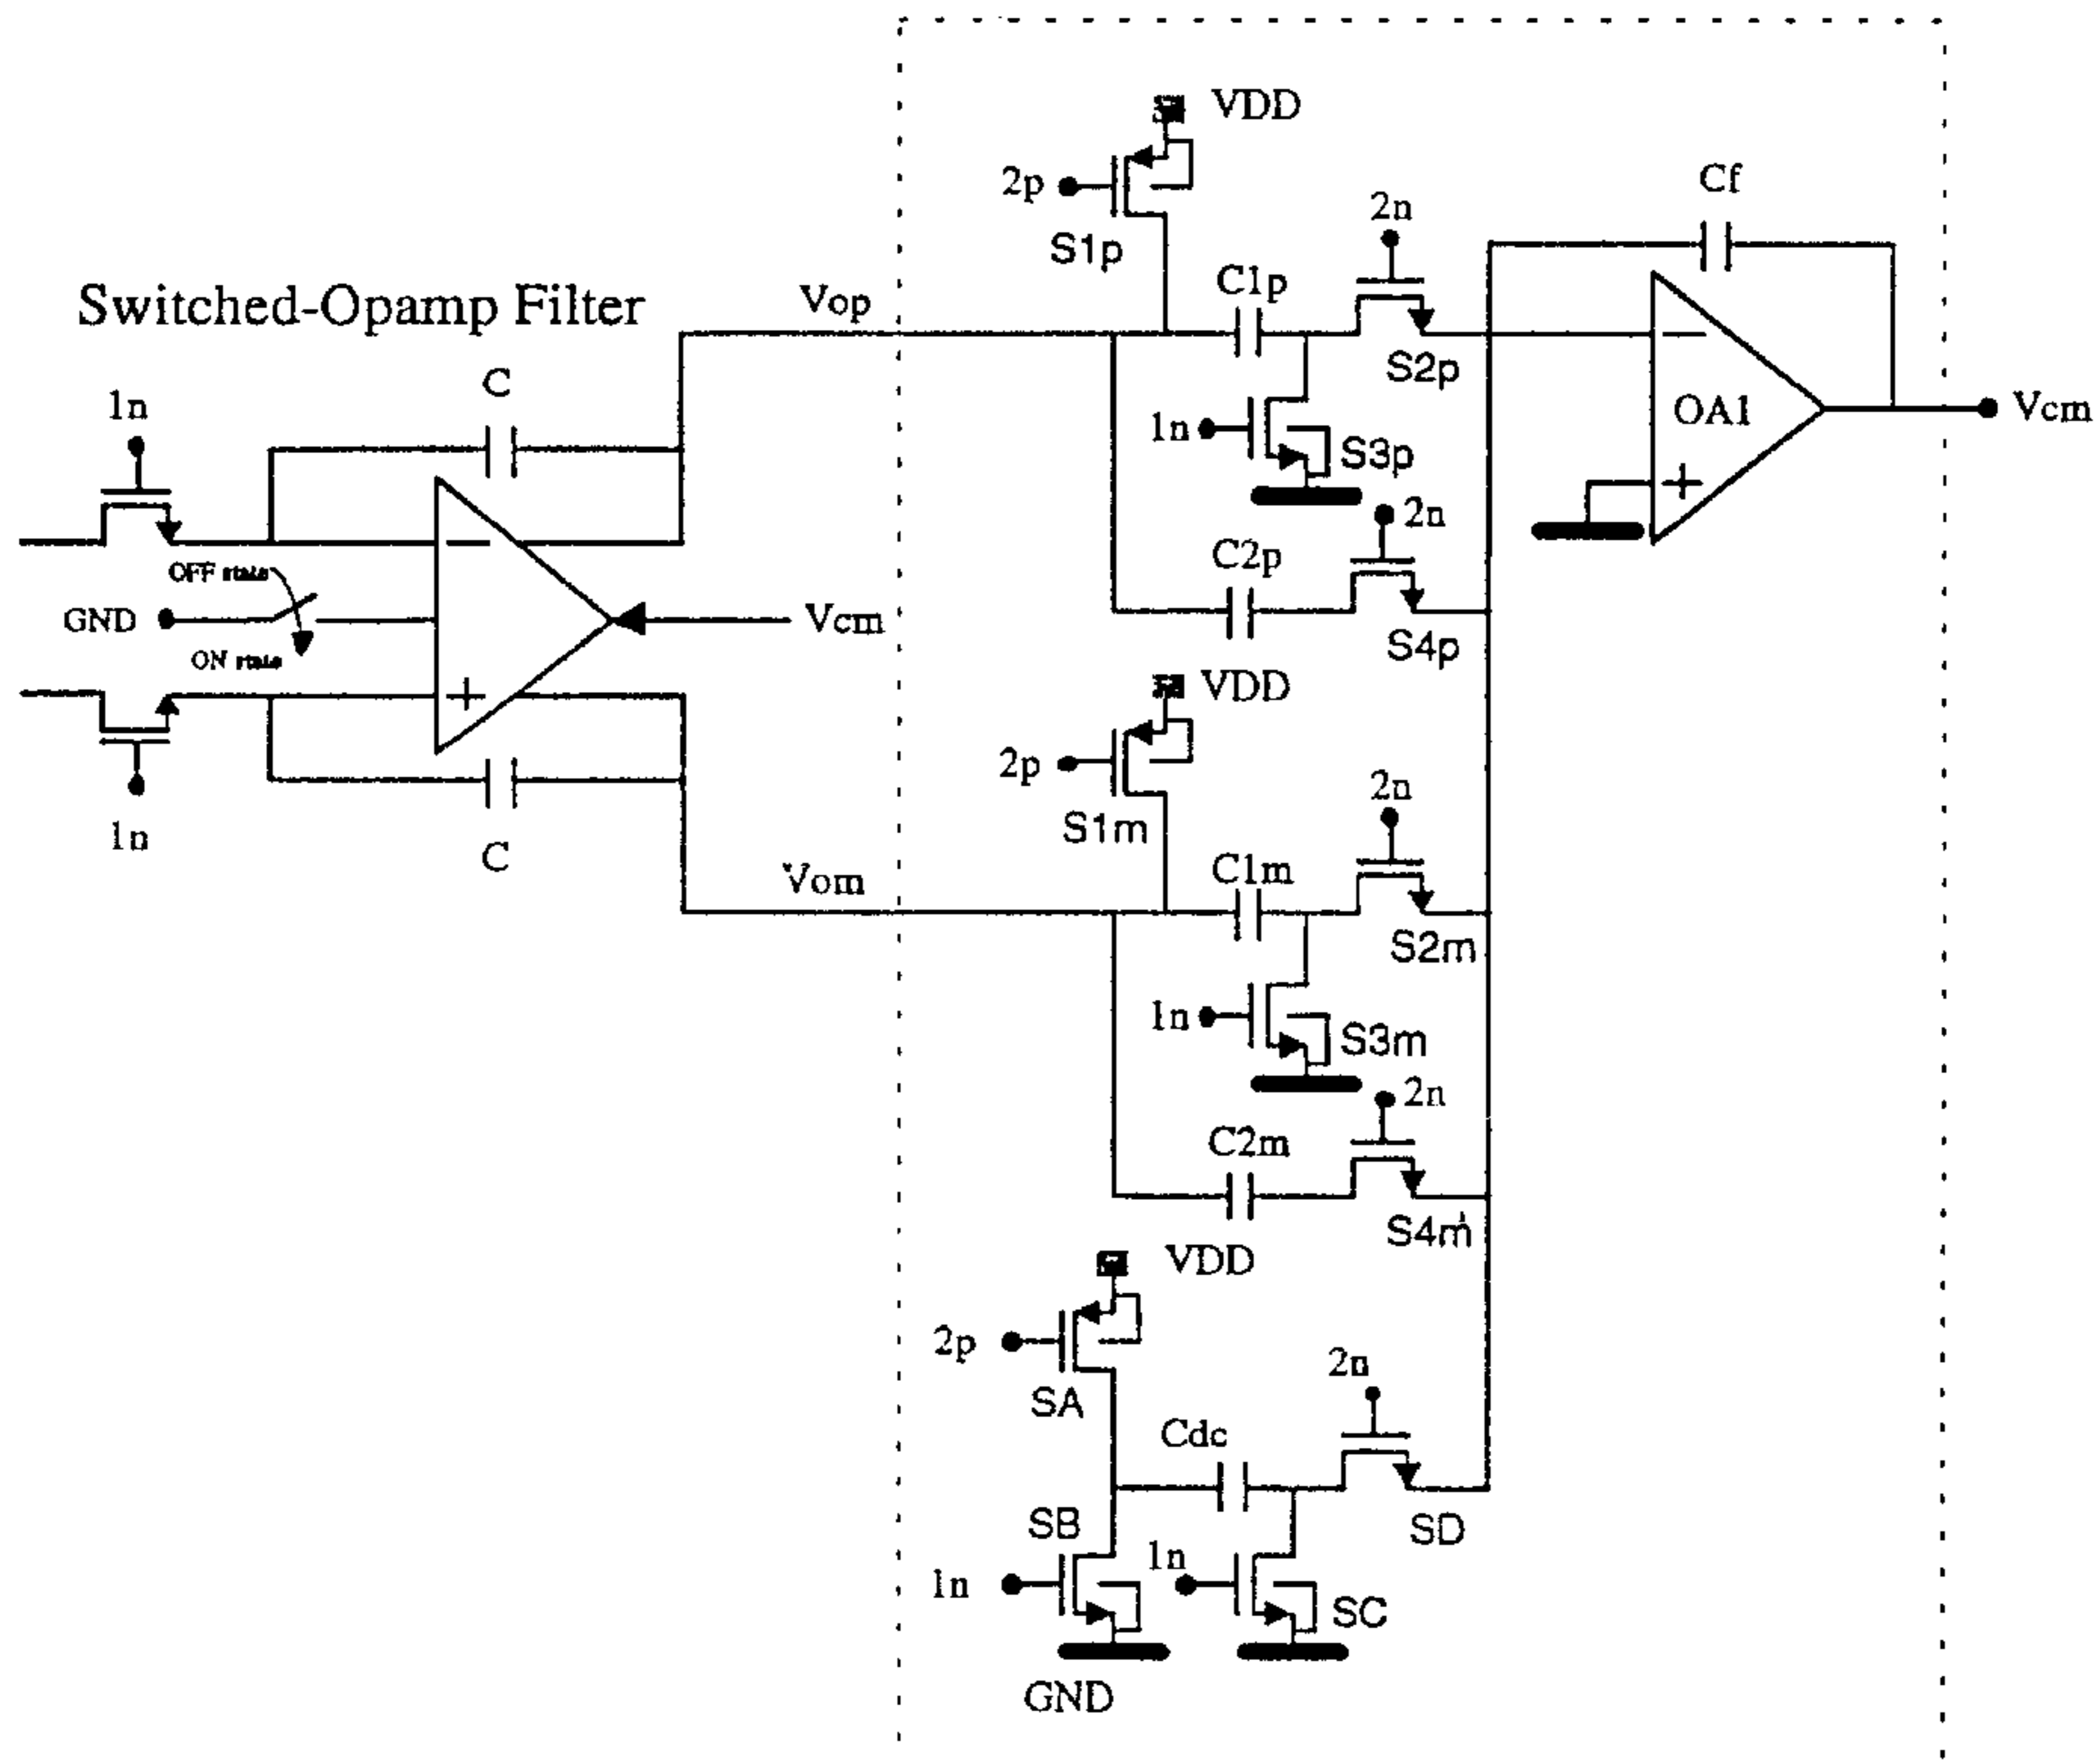 VDD
2p
S1p
Cf
2n
C1p
Switched-Opamp Filter
Vop
S2p
C
1n
OA1
Vcm
1n
S3p
2n
OFF state
C2p
GND
Vcm
ON state
S4p
VDD
2p
2n
S1m
1n
C
C1m
Vom
S2m
1n
S3m
2n
C2m
S4m
VDD
2p
2n
SA
Cdc
SB
SD
1n
1n
SC
GND